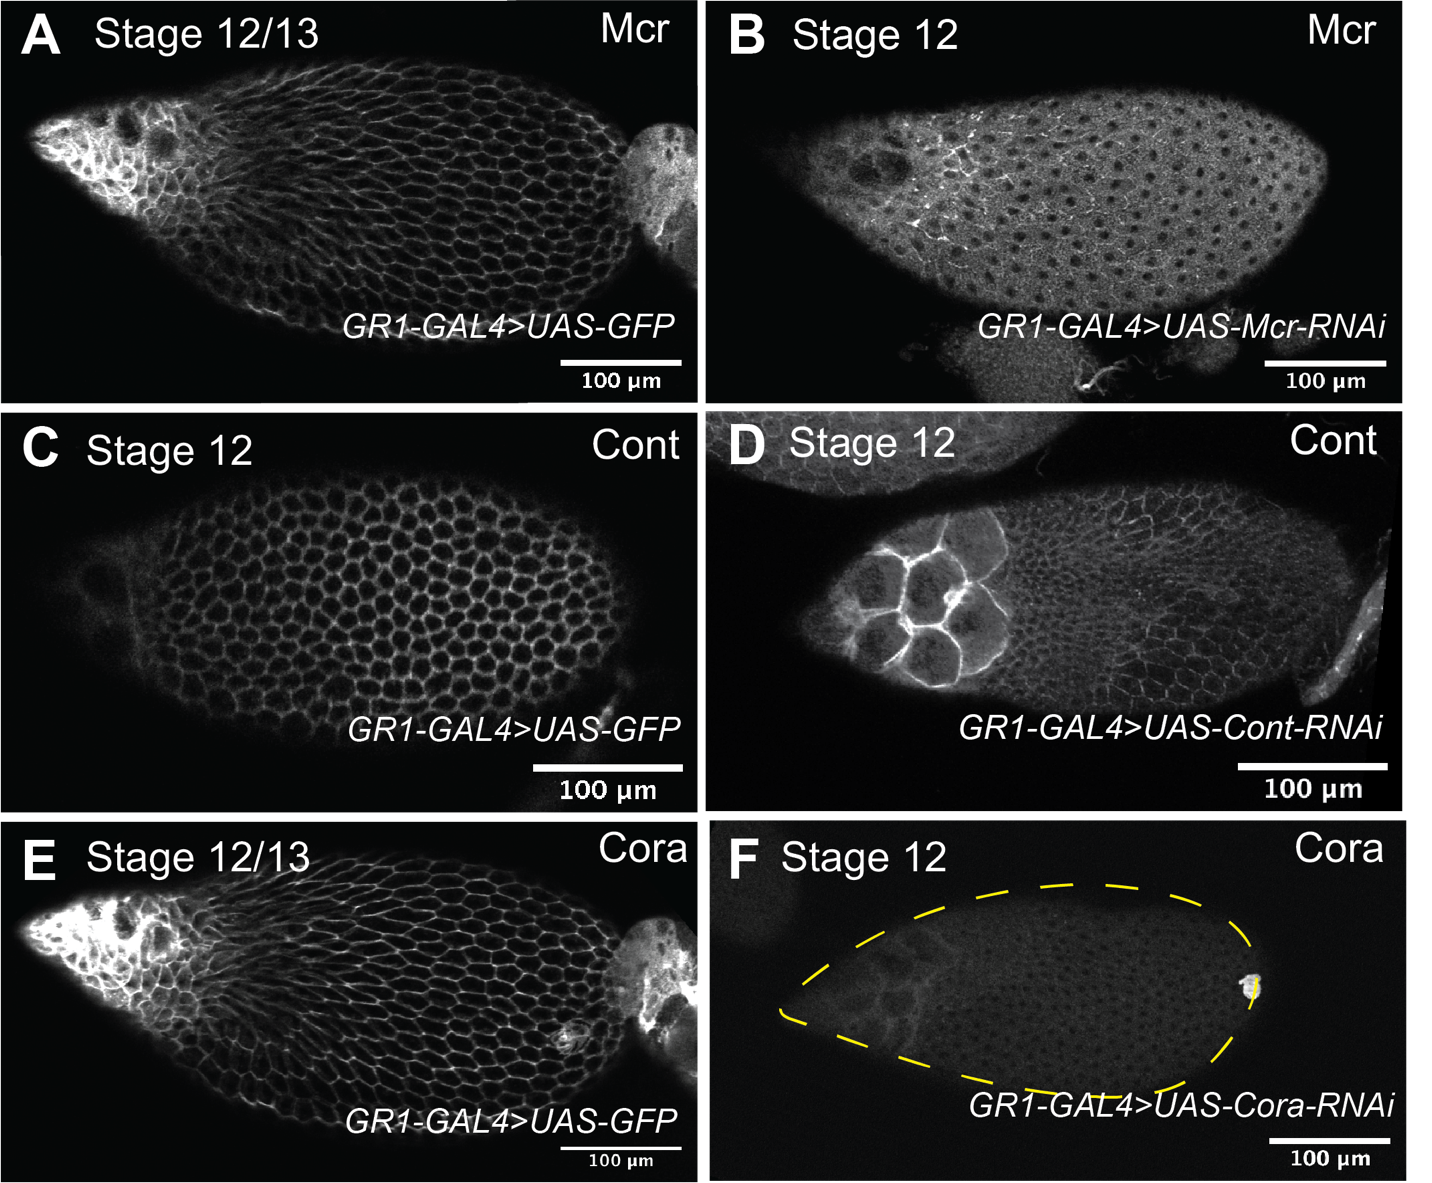 A Stage 12/13 Mcr
GR1-GAL4>UAS-GFP
100 µm
B Stage 12 Mcr
GR1-GAL4>UAS-Mcr-RNAi
100 µm
C Stage 12 Cont
GR1-GAL4>UAS-GFP
100 µm
D Stage 12 Cont
GR1-GAL4>UAS-Cont-RNAi
100 µm
E Stage 12/13 Cora
GR1-GAL4>UAS-GFP
100 µm
F Stage 12 Cora
GR1-GAL4>UAS-Cora-RNAi
100 µm